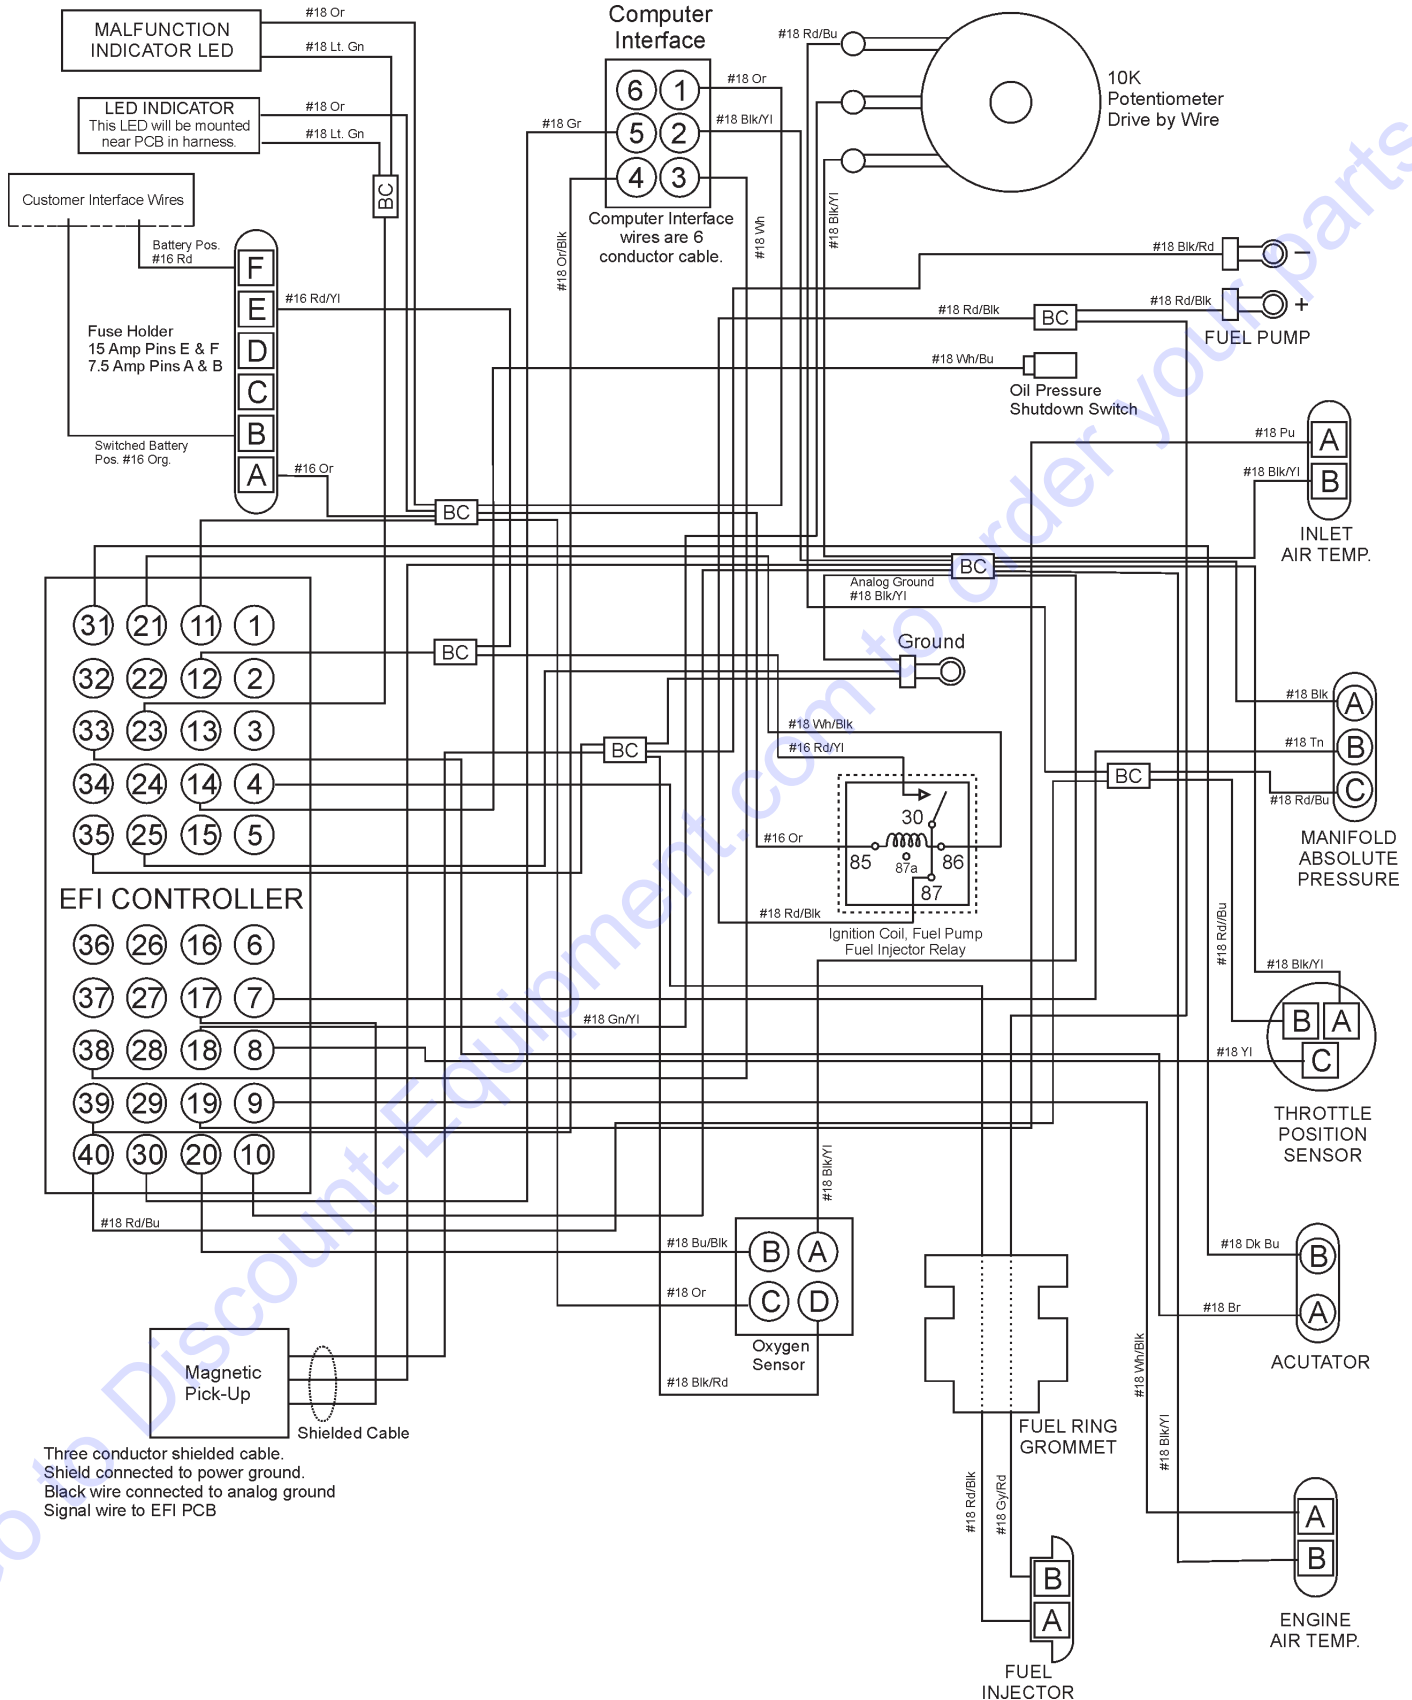 MALFUNCTION
INDICATOR LED
#18 Or
#18 Lt. Gn
LED INDICATOR
This LED will be mounted
near PCB in harness.
#18 Or
#18 Lt. Gn
BC
Customer Interface Wires
Battery Pos.
#16 Rd
F
E
D
C
B
A
#16 Rd/Yl
Fuse Holder
15 Amp Pins E & F
7.5 Amp Pins A & B
Switched Battery
Pos. #16 Org.
#16 Or
Computer
Interface
6 1
5 2
4 3
#18 Or
#18 Gr
#18 Blk/Yl
Computer Interface
wires are 6
conductor cable.
#18 Or/Blk
#18 Wh
#18 Rd/Bu
#18 Blk/Yl
10K
Potentiometer
Drive by Wire
#18 Blk/Rd
−
#18 Rd/Blk
BC
#18 Rd/Blk
+
FUEL PUMP
#18 Wh/Bu
Oil Pressure
Shutdown Switch
#18 Pu
A
#18 Blk/Yl
B
INLET
AIR TEMP.
BC
BC
Analog Ground
#18 Blk/Yl
Ground
31 21 11 1
32 22 12 2
33 23 13 3
34 24 14 4
35 25 15 5
EFI CONTROLLER
36 26 16 6
37 27 17 7
38 28 18 8
39 29 19 9
40 30 20 10
BC
BC
#18 Wh/Blk
#16 Rd/Yl
30
#16 Or
85
86
87a
87
#18 Rd/Blk
Ignition Coil, Fuel Pump
Fuel Injector Relay
BC
#18 Blk
A
#18 Tn
B
#18 Rd/Bu
C
MANIFOLD
ABSOLUTE
PRESSURE
#18 Rd//Bu
#18 Blk/Yl
B A
C
#18 Yl
THROTTLE
POSITION
SENSOR
#18 Gn/Yl
#18 Rd/Bu
#18 Bu/Blk
#18 Or
#18 Blk/Rd
#18 Blk/Yl
B A
C D
Oxygen
Sensor
Magnetic
Pick-Up
Shielded Cable
Three conductor shielded cable.
Shield connected to power ground.
Black wire connected to analog ground
Signal wire to EFI PCB
FUEL RING
GROMMET
#18 Rd/Blk
#18 Gy/Rd
B
A
FUEL
INJECTOR
#18 Dk Bu
B
#18 Br
A
ACUTATOR
#18 Wh/Blk
#18 Blk/Yl
A
B
ENGINE
AIR TEMP.
Go to Discount-Equipment.com to order your parts